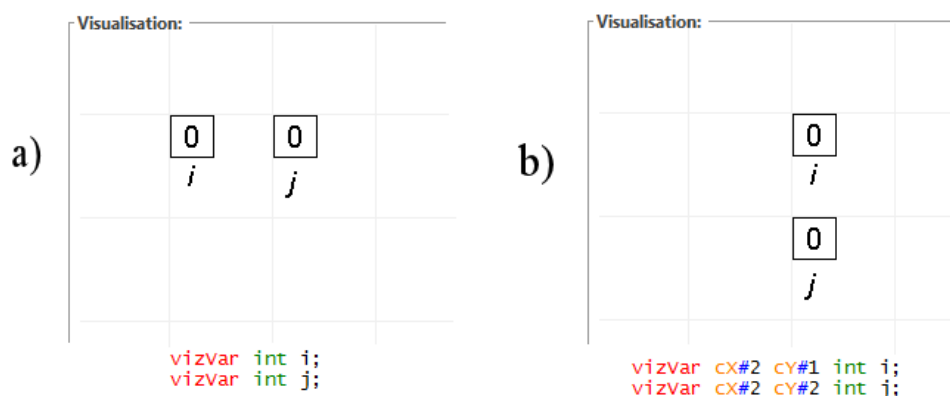 Visualisation:
a)
0 0
i j
vizVar int i;
vizVar int j;
Visualisation:
b)
0
i
0
j
vizVar cX#2 cY#1 int i;
vizVar cX#2 cY#2 int j;